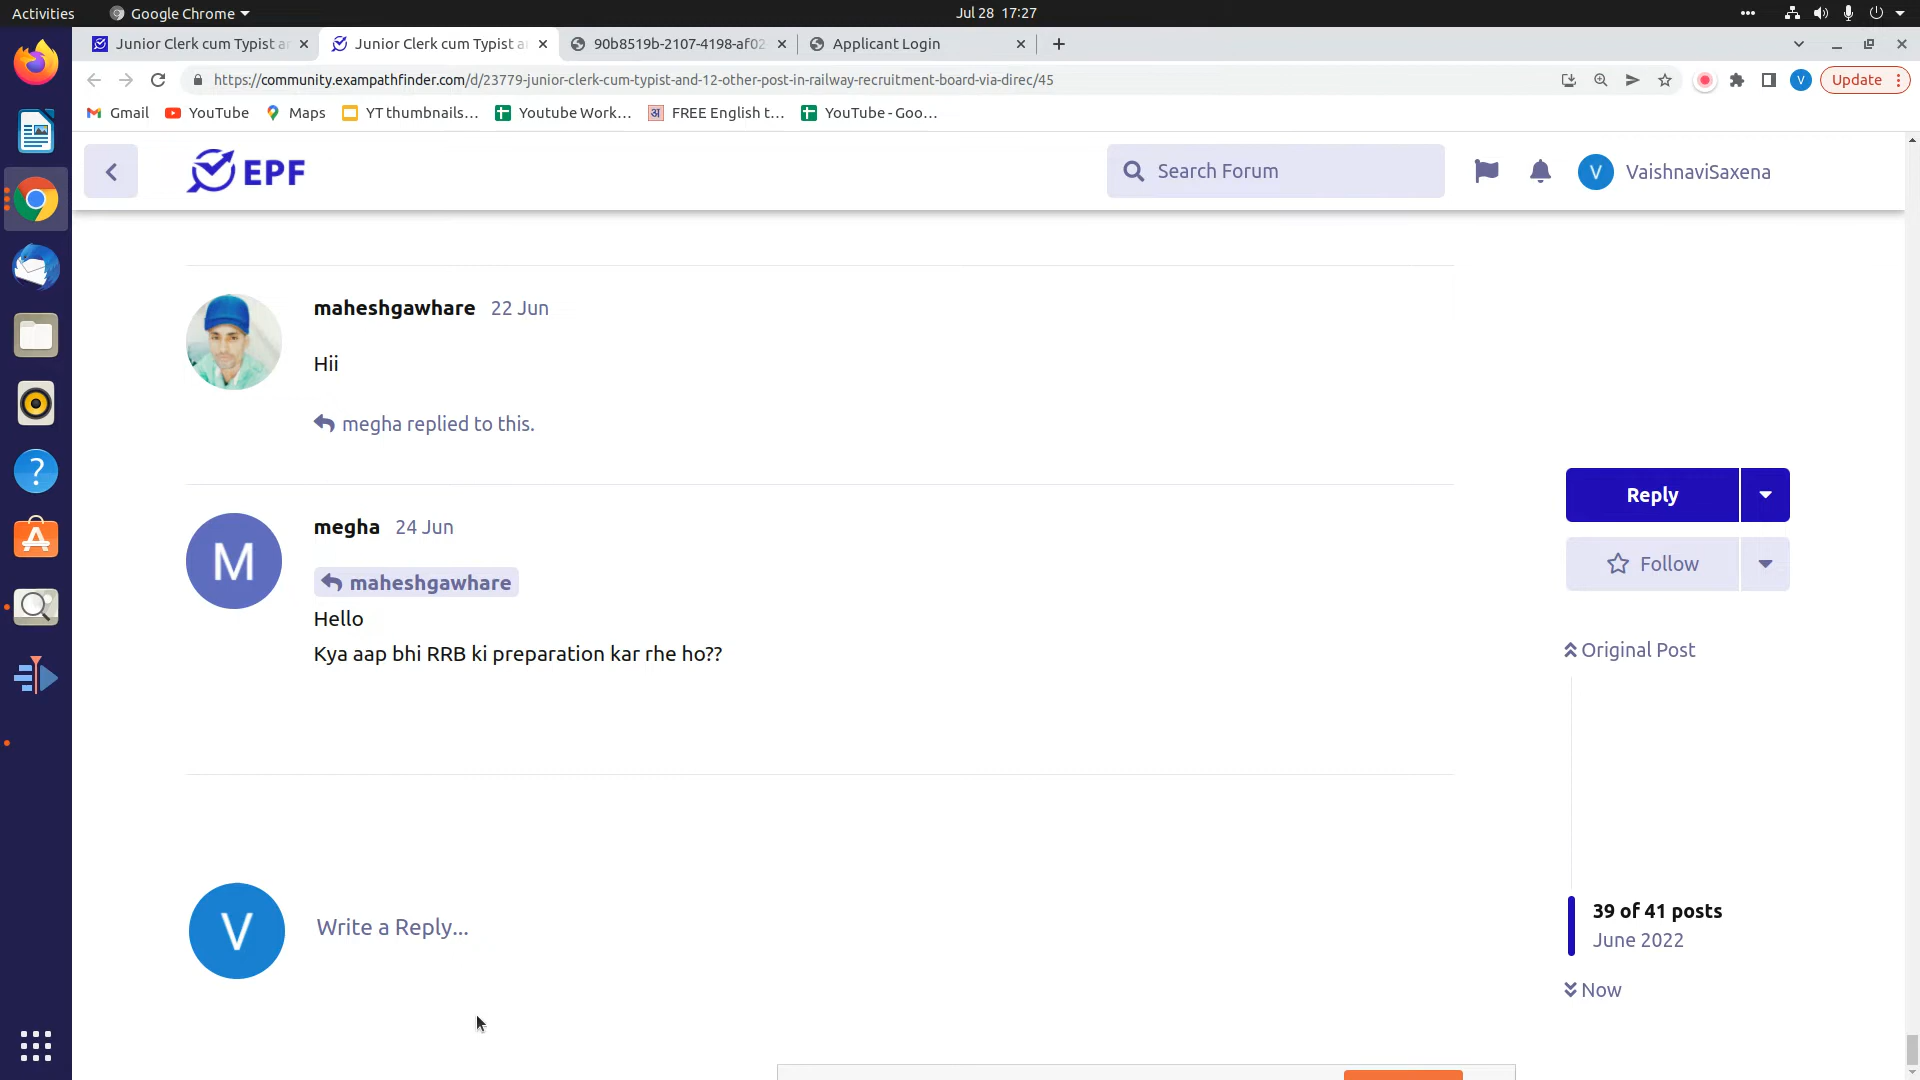 Activities
Google Chrome
Jul 28 17:27
Junior Clerk cum Typist ar
Junior Clerk cum Typist a
90b8519b-2107-4198-af02
Applicant Login
https://community.exampathfinder.com/d/23779-junior-clerk-cum-typist-and-12-other-post-in-railway-recruitment-board-via-direc/45
V
Update
Gmail
YouTube
Maps
YT thumbnails...
Youtube Work...
अ
FREE English t...
YouTube - Goo...
EPF
Search Forum
V
VaishnaviSaxena
maheshgawhare 22 Jun
Hii
megha replied to this.
M
megha 24 Jun
maheshgawhare
Hello
Kya aap bhi RRB ki preparation kar rhe ho??
Reply
Follow
Original Post
39 of 41 posts
June 2022
Now
V
Write a Reply...